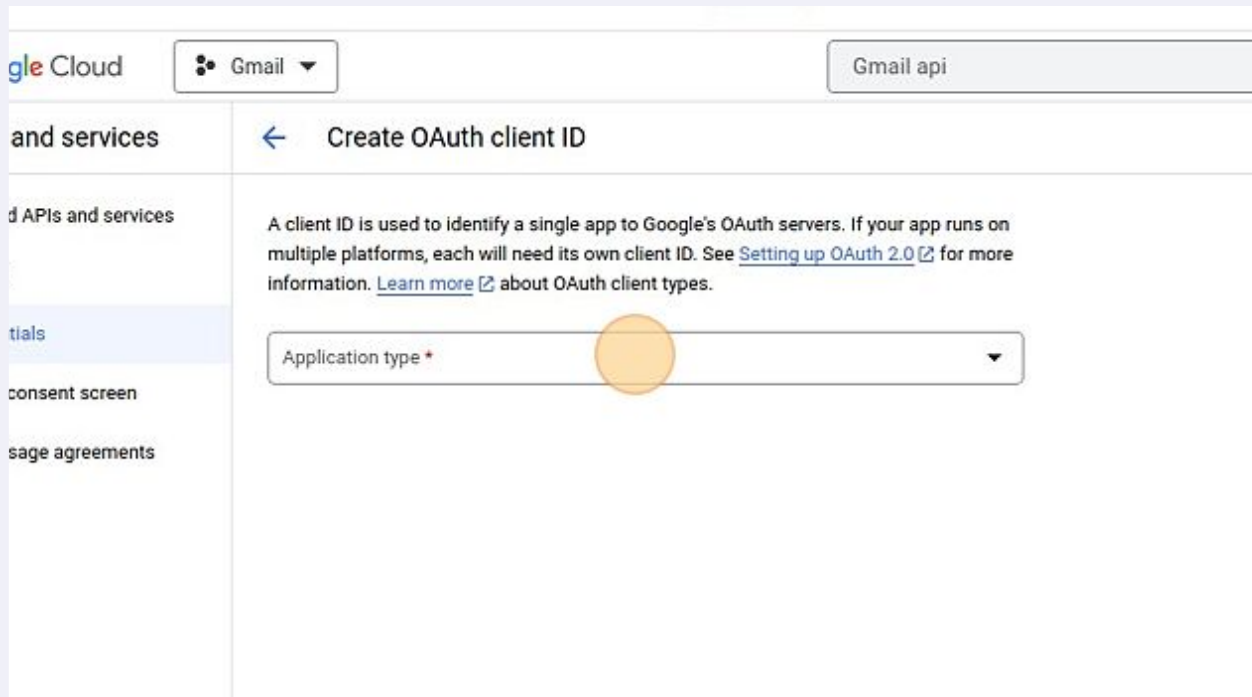 gle Cloud
Gmail
Gmail api
and services
Create OAuth client ID
d APIs and services
tials
consent screen
sage agreements
A client ID is used to identify a single app to Google's OAuth servers. If your app runs on
multiple platforms, each will need its own client ID. See Setting up OAuth 2.0 for more
information. Learn more about OAuth client types.
Application type *